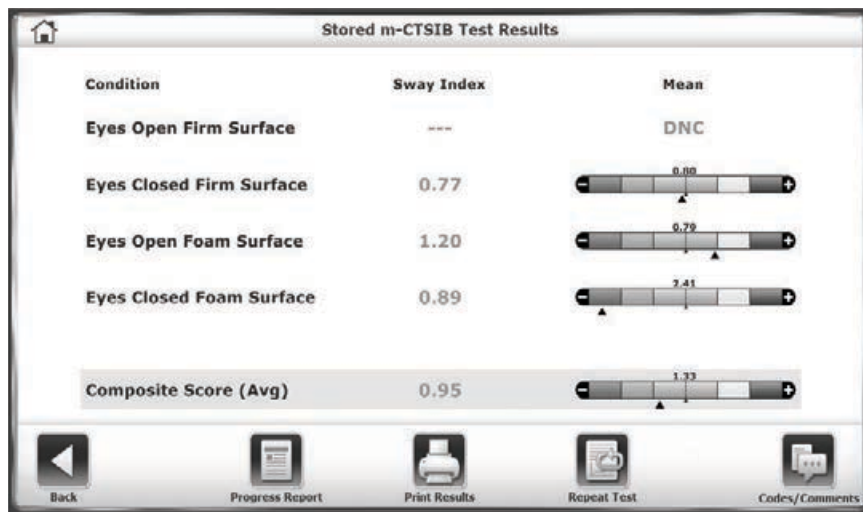 Stored m-CTSIB Test Results
Condition Sway Index Mean
Eyes Open Firm Surface --- DNC
0.80
Eyes Closed Firm Surface 0.77
0.79
Eyes Open Foam Surface 1.20
2.41
Eyes Closed Foam Surface 0.89
1.33
Composite Score (Avg) 0.95
Back Progress Report Print Results Repeat Test Codes/Comments